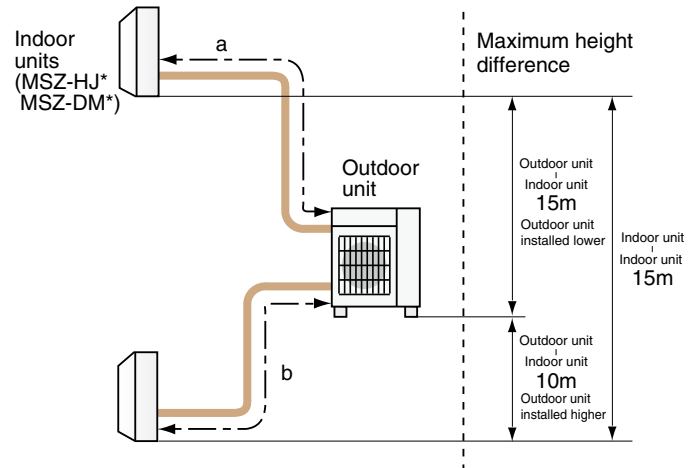 Indoor
units
(MSZ-HJ*
MSZ-DM*)
a
Outdoor
unit
b
Maximum height
difference
Outdoor unit
Indoor unit
15m
Outdoor unit
installed lower
Indoor unit
Indoor unit
15m
Outdoor unit
Indoor unit
10m
Outdoor unit
installed higher